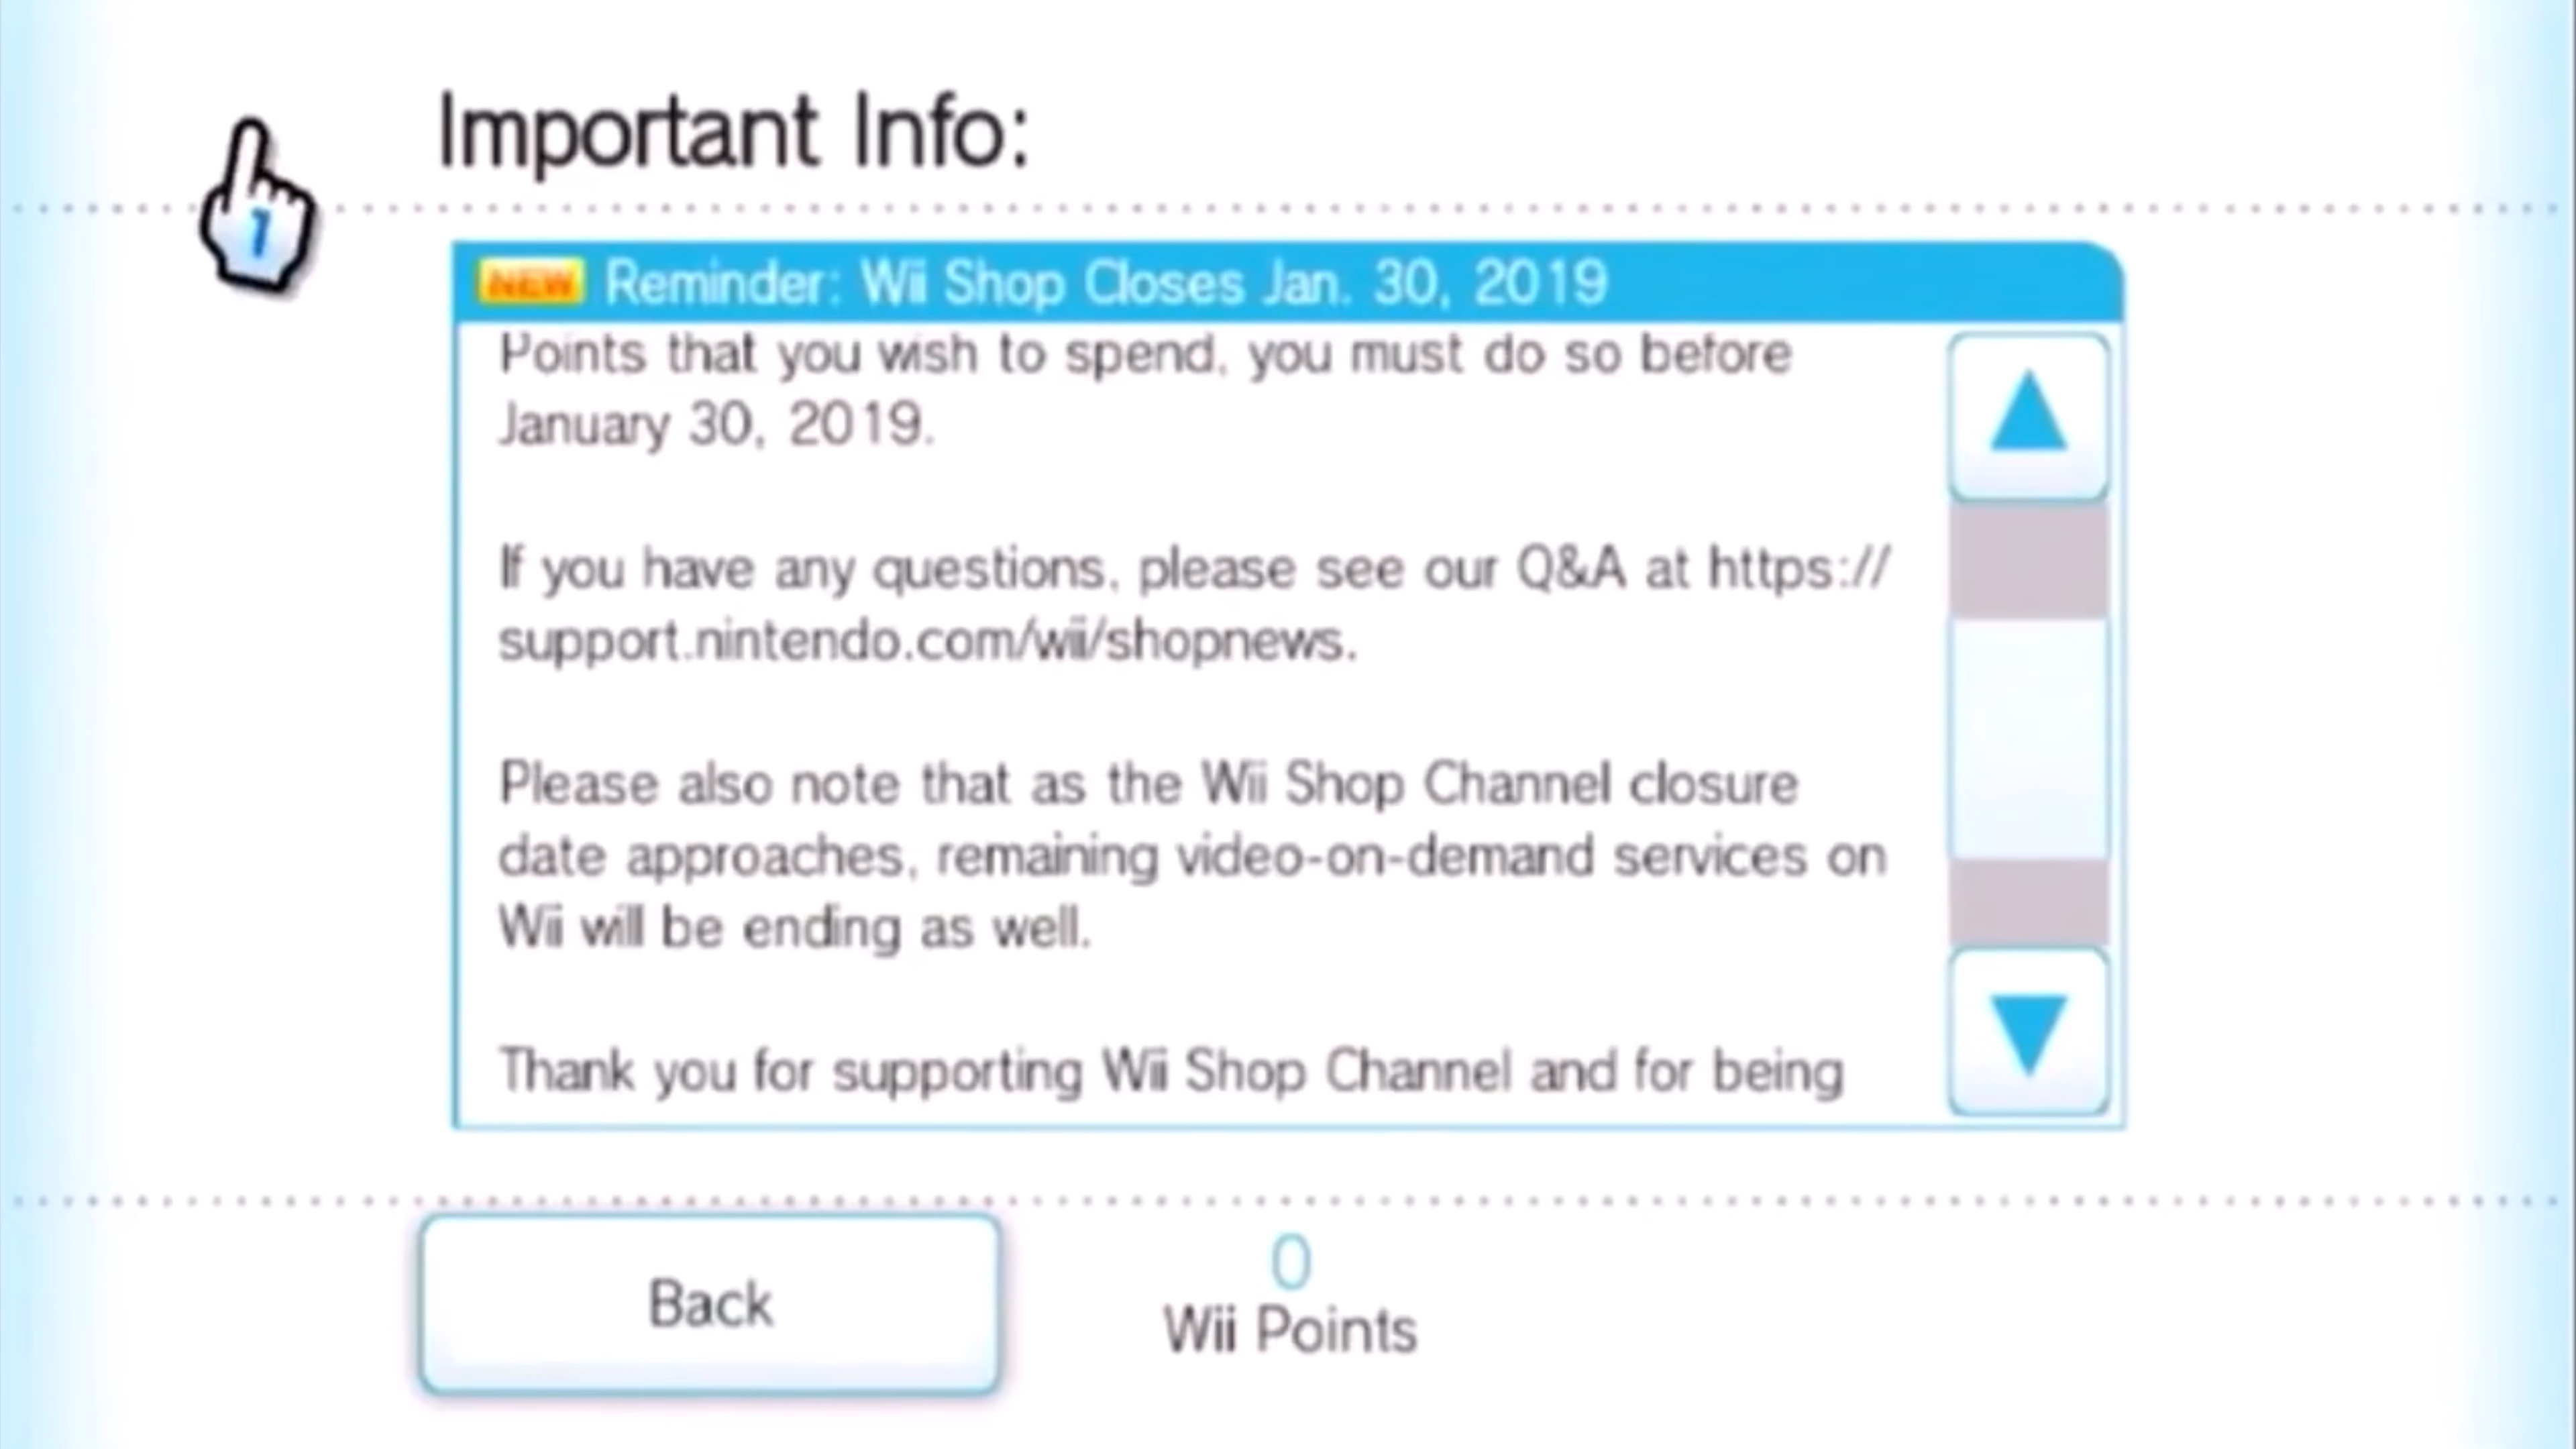 Important Info:
1
NEW Reminder: Wii Shop Closes Jan. 30, 2019
Points that you wish to spend, you must do so before
January 30, 2019.
If you have any questions, please see our Q&A at https://
support.nintendo.com/wii/shopnews.
Please also note that as the Wii Shop Channel closure
date approaches, remaining video-on-demand services on
Wii will be ending as well.
Thank you for supporting Wii Shop Channel and for being
Back
0
Wii Points